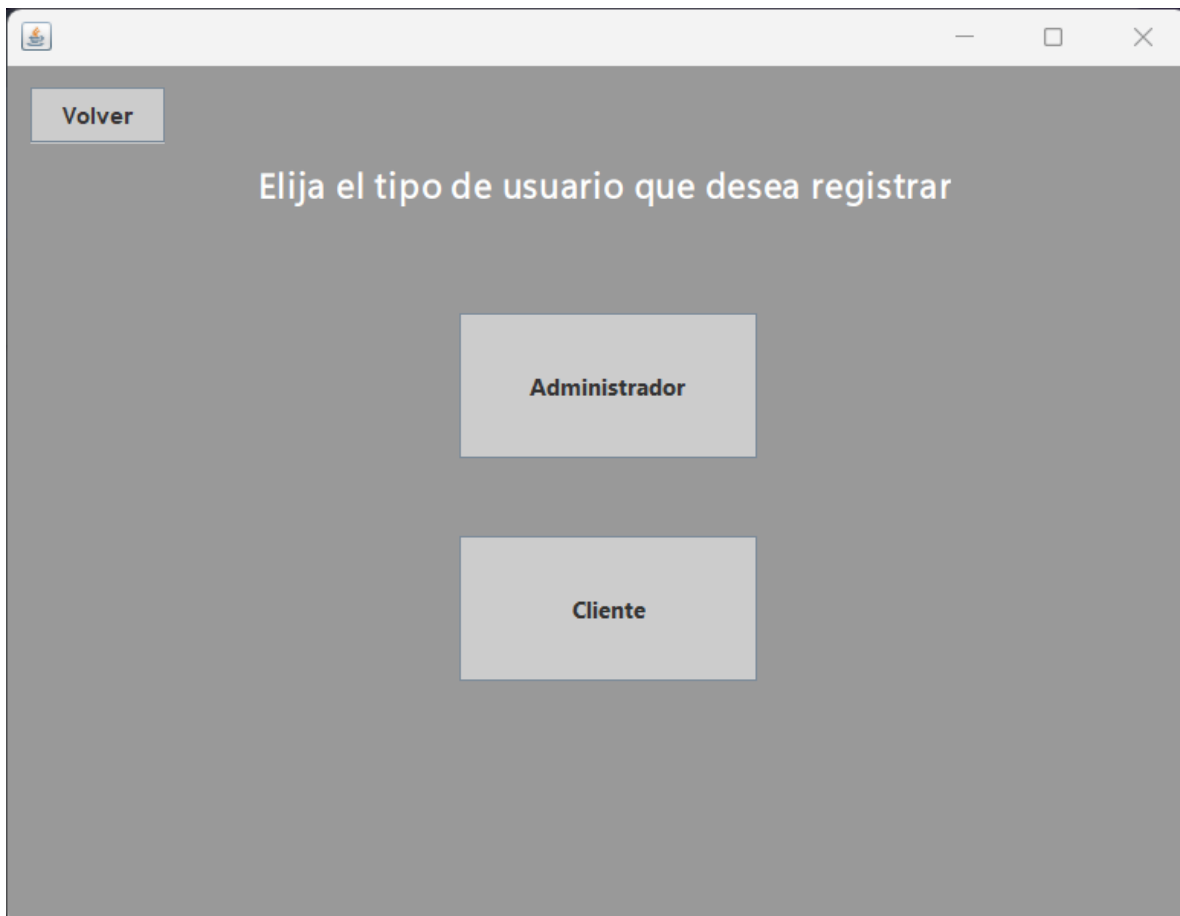 Volver
Elija el tipo de usuario que desea registrar
Administrador
Cliente